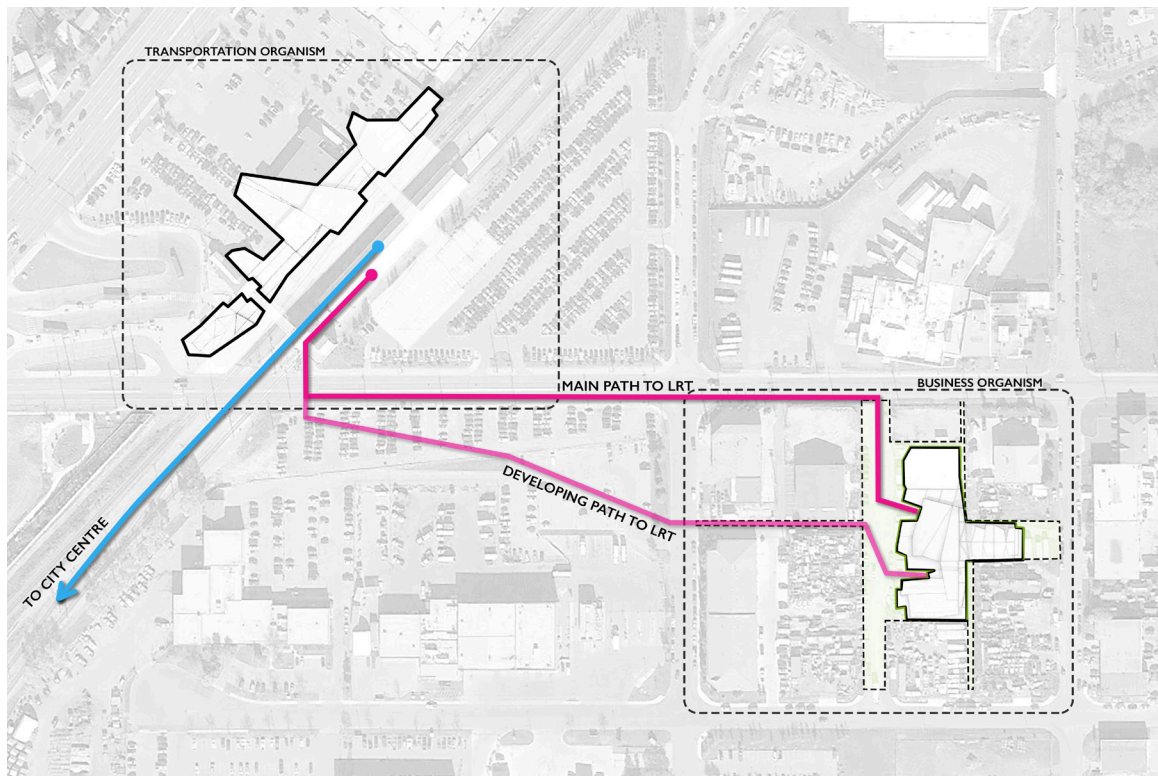 TRANSPORTATION ORGANISM
MAIN PATH TO LRT
BUSINESS ORGANISM
DEVELOPING PATH TO LRT
TO CITY CENTRE